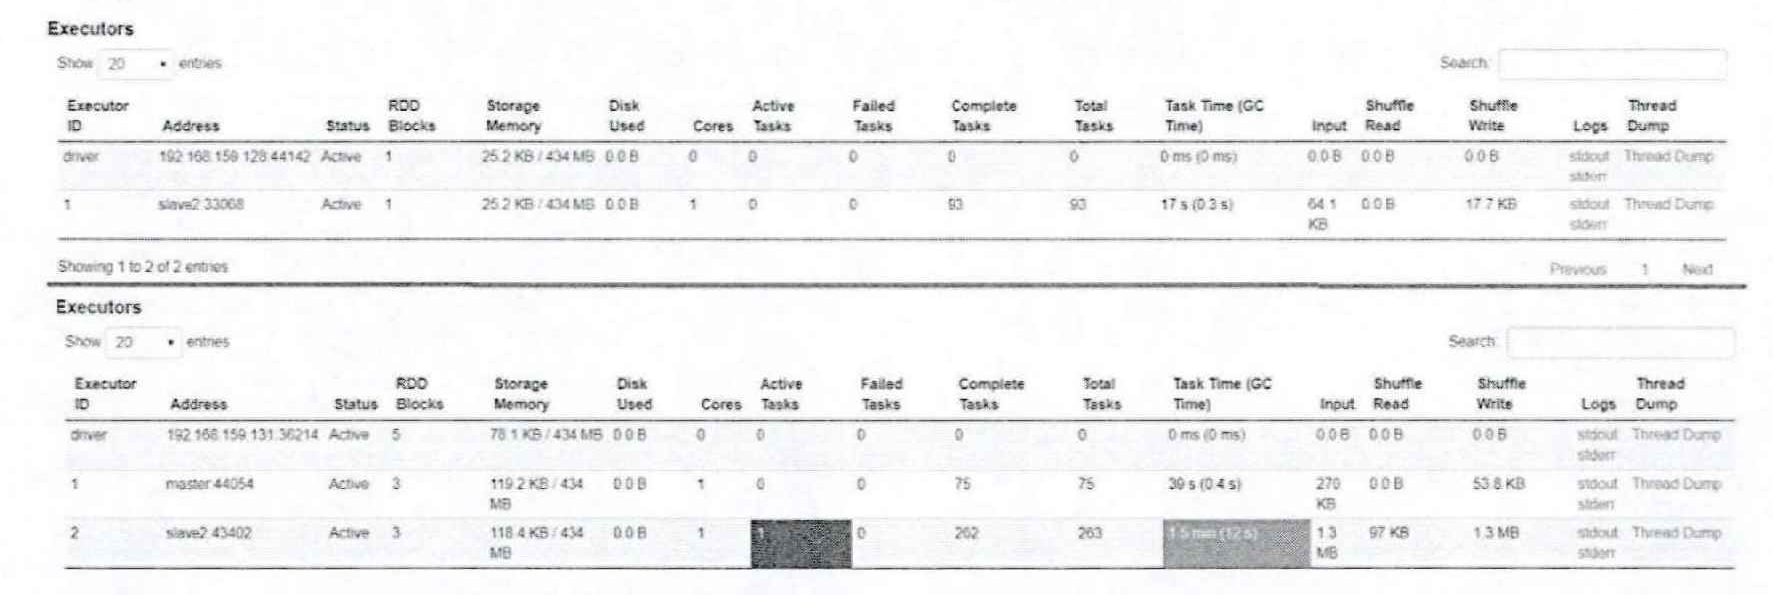 Executors
Show 20 entries Search:
Executor ID Address Status RDD Blocks Storage Memory Disk Used Cores Active Tasks Failed Tasks Complete Tasks Total Tasks Task Time (GC Time) Input Shuffle Read Shuffle Write Logs Thread Dump
driver 192.168.159.128:44142 Active 1 25.2 KB / 434 MB 0.0 B 0 0 0 0 0 0 ms (0 ms) 0.0 B 0.0 B 0.0 B stdout stderr Thread Dump
1 slave2:33068 Active 1 25.2 KB / 434 MB 0.0 B 1 0 0 93 93 17 s (0.3 s) 64.1 KB 0.0 B 17.7 KB stdout stderr Thread Dump
Showing 1 to 2 of 2 entries Previous 1 Next
Executors
Show 20 entries Search:
Executor ID Address Status RDD Blocks Storage Memory Disk Used Cores Active Tasks Failed Tasks Complete Tasks Total Tasks Task Time (GC Time) Input Shuffle Read Shuffle Write Logs Thread Dump
driver 192.168.159.131:36214 Active 5 78.1 KB / 434 MB 0.0 B 0 0 0 0 0 0 ms (0 ms) 0.0 B 0.0 B 0.0 B stdout stderr Thread Dump
1 master:44054 Active 3 119.2 KB / 434 MB 0.0 B 1 0 0 75 75 39 s (0.4 s) 270 KB 0.0 B 53.8 KB stdout stderr Thread Dump
2 slave2:43402 Active 3 118.4 KB / 434 MB 0.0 B 1 1 0 262 263 1.5 min (12 s) 1.3 MB 97 KB 1.3 MB stdout stderr Thread Dump